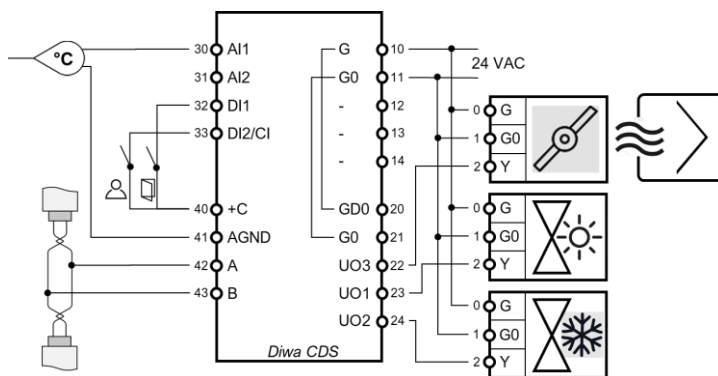 °C
30 AI1 G 10
31 AI2 G0 11
24 VAC
32 DI1 - 12
33 DI2/CI - 13
- 14
40 +C GD0 20
41 AGND G0 21
42 A UO3 22
43 B UO1 23
UO2 24
Diwa CDS
0 G
1 G0
2 Y
0 G
1 G0
2 Y
0 G
1 G0
2 Y